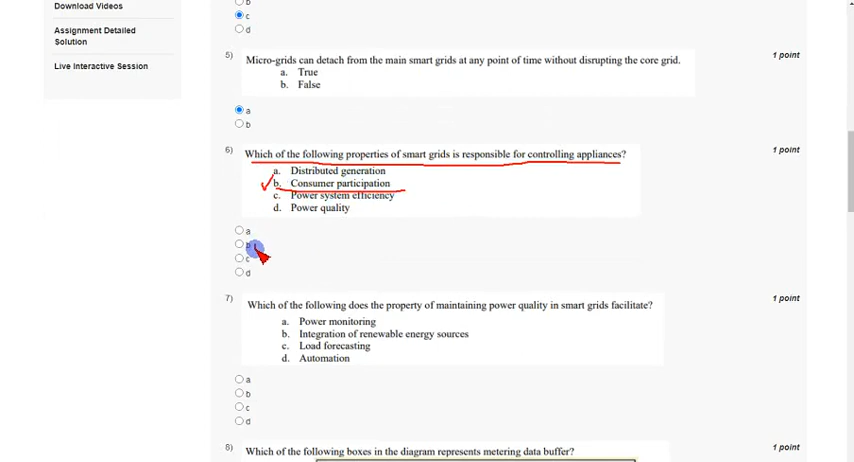 Download Videos
Assignment Detailed
Solution
Live Interactive Session
b
c
d
5) Micro-grids can detach from the main smart grids at any point of time without disrupting the core grid. 1 point
a. True
b. False
a
b
6) Which of the following properties of smart grids is responsible for controlling appliances? 1 point
a. Distributed generation
b. Consumer participation
c. Power system efficiency
d. Power quality
a
b
c
d
7) Which of the following does the property of maintaining power quality in smart grids facilitate? 1 point
a. Power monitoring
b. Integration of renewable energy sources
c. Load forecasting
d. Automation
a
b
c
d
8) Which of the following boxes in the diagram represents metering data buffer? 1 point